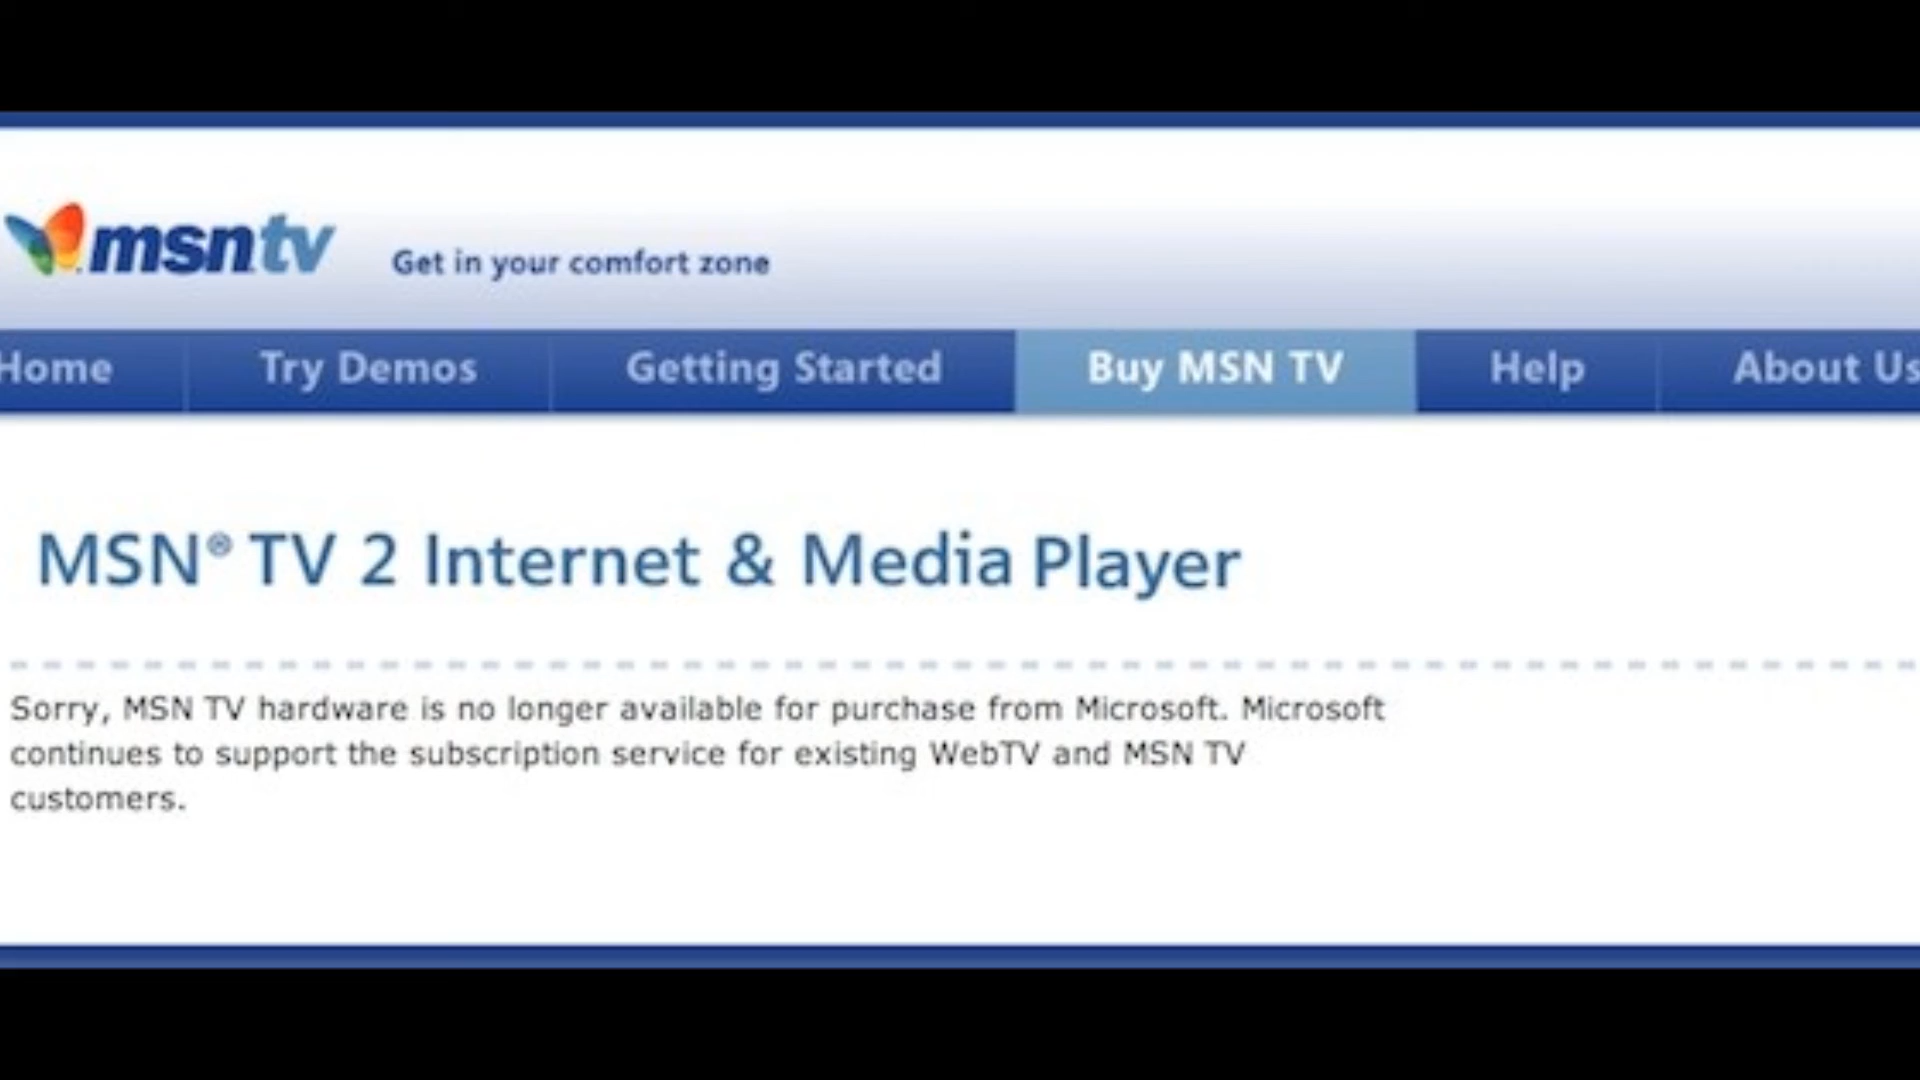 msntv Get in your comfort zone
Home Try Demos Getting Started Buy MSN TV Help About Us
MSN® TV 2 Internet & Media Player
Sorry, MSN TV hardware is no longer available for purchase from Microsoft. Microsoft
continues to support the subscription service for existing WebTV and MSN TV
customers.